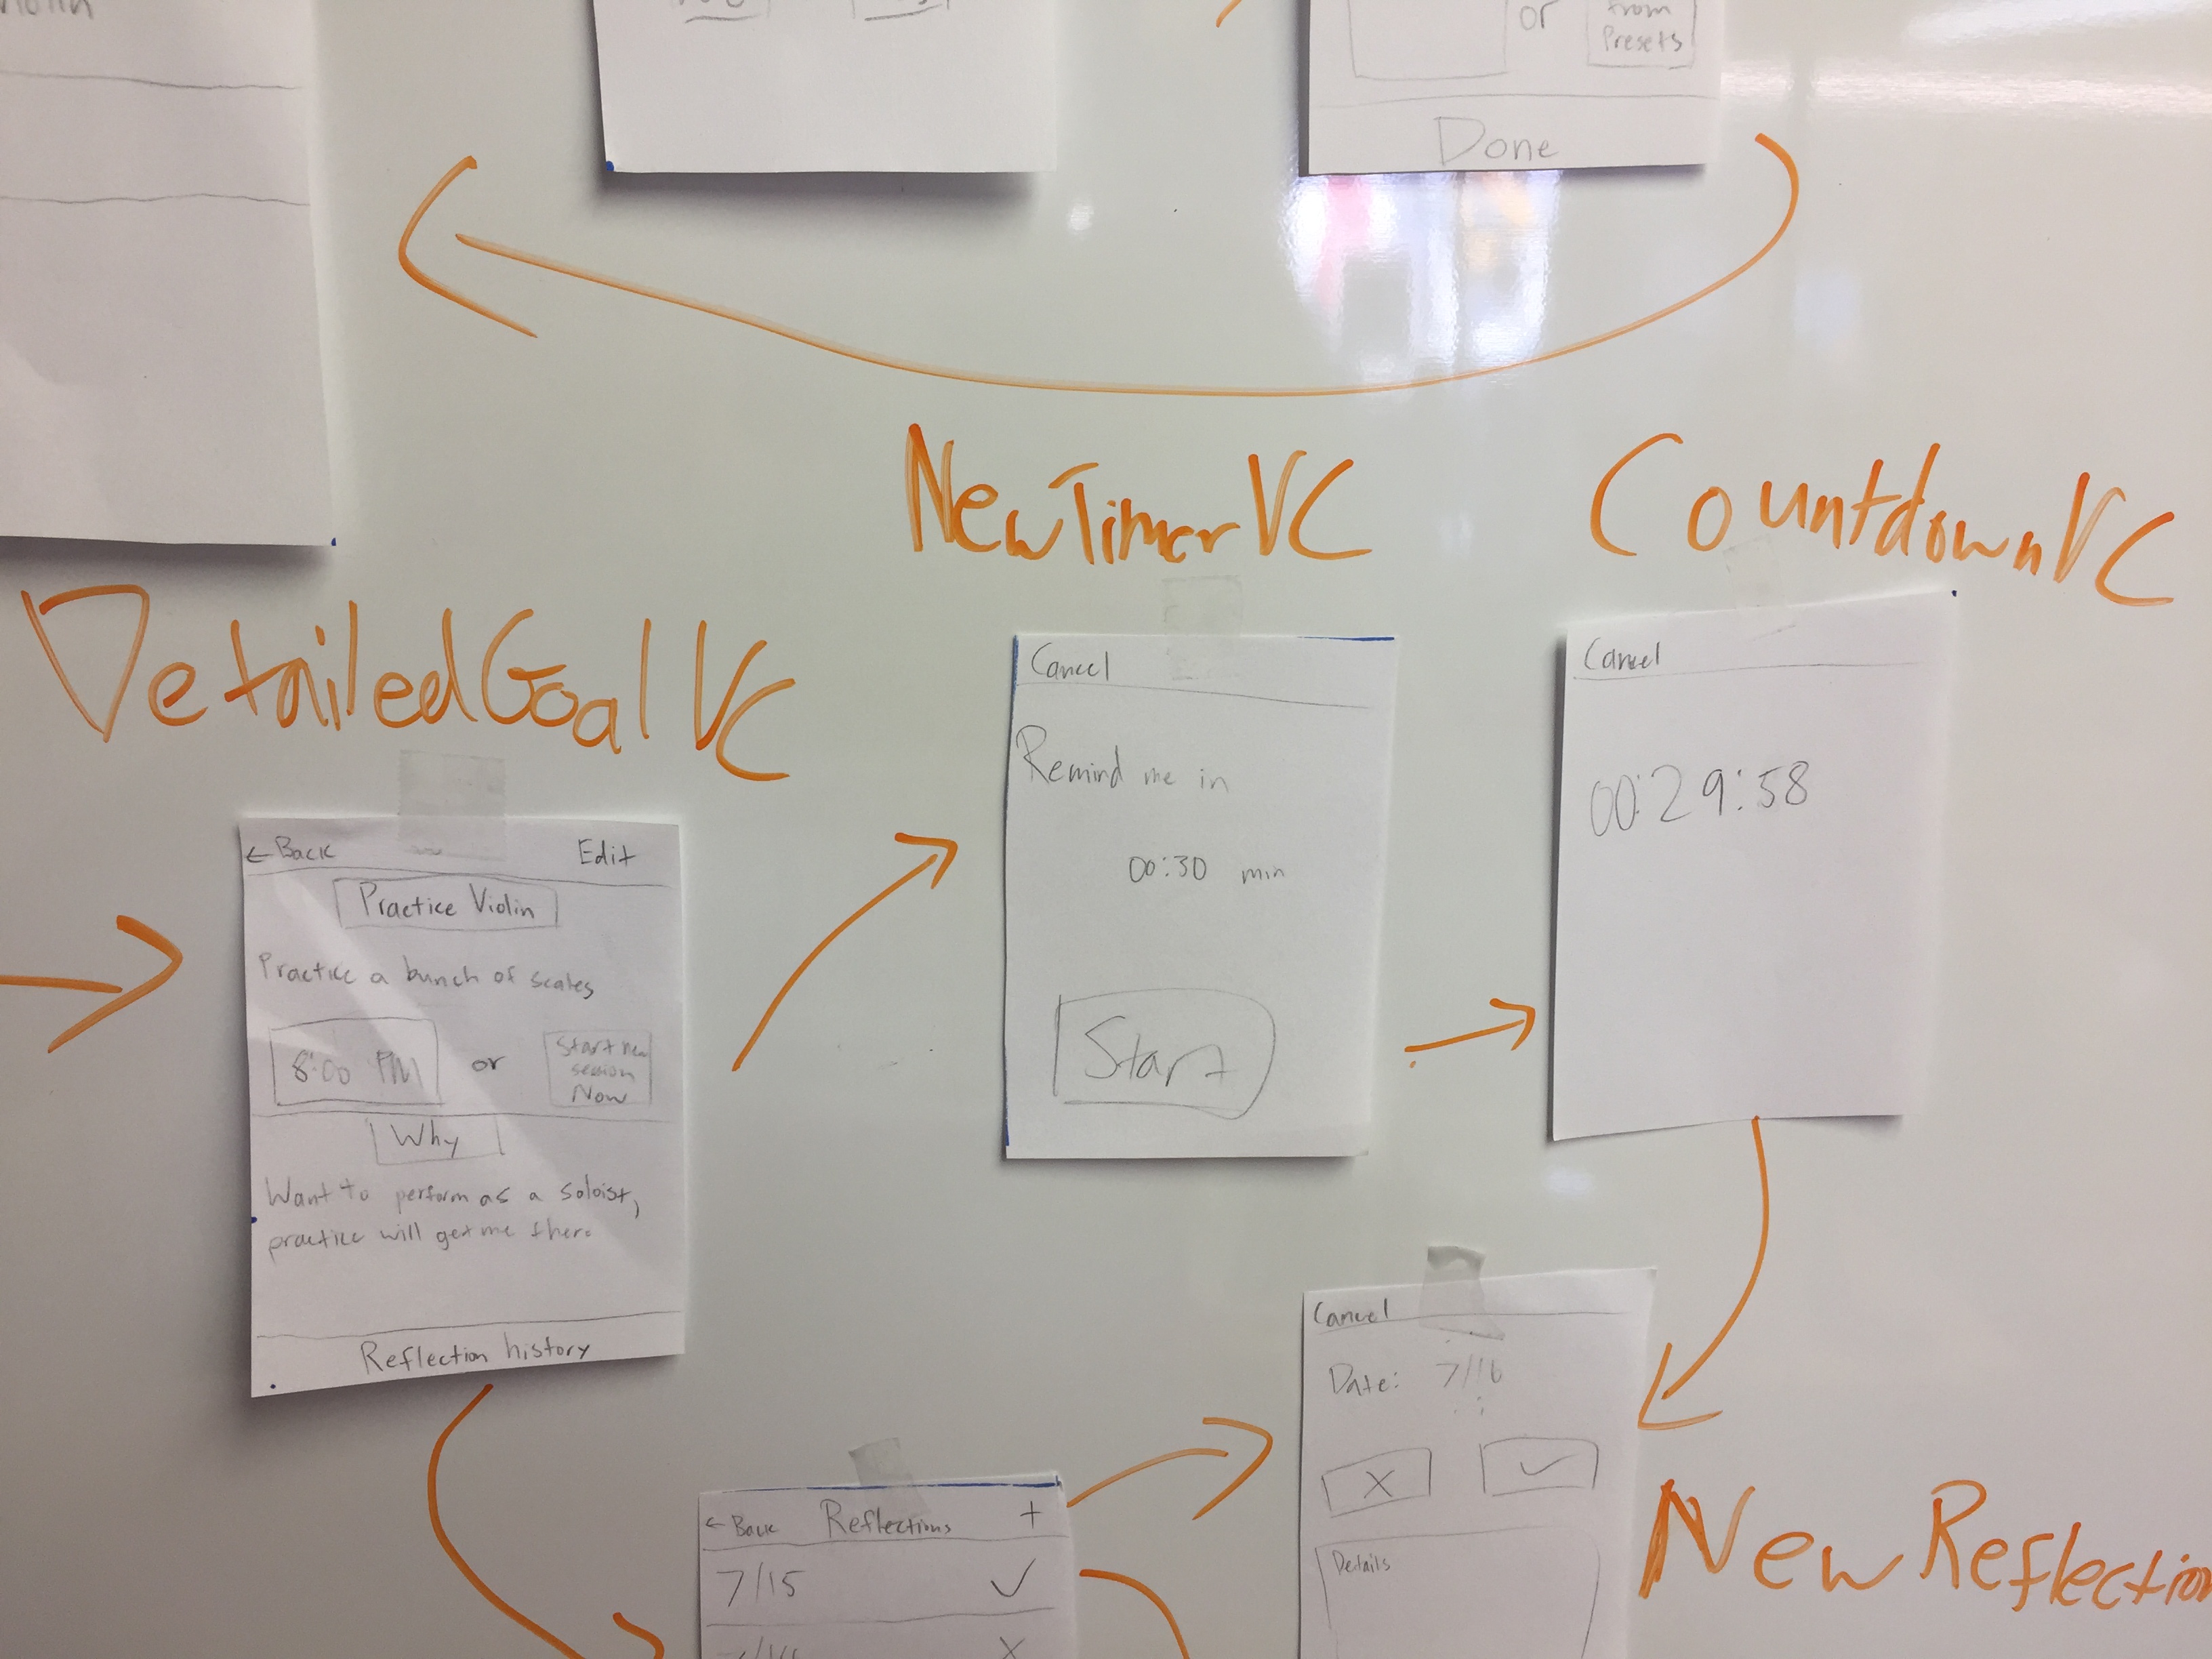 Violin
or
from
Presets
Done
NewTimerVC
CountdownVC
DetailedGoalVC
Cancel
Remind me in
00:30 min
Start
Cancel
00:29:58
← Back Edit
Practice Violin
Practice a bunch of scales
8:00 PM or Start new
session
Now
Why
Want to perform as a soloist,
practice will get me there
Reflection history
Cancel
Date: 7/16
X ✓
Details
NewReflection
← Back Reflections +
7/15 ✓
X